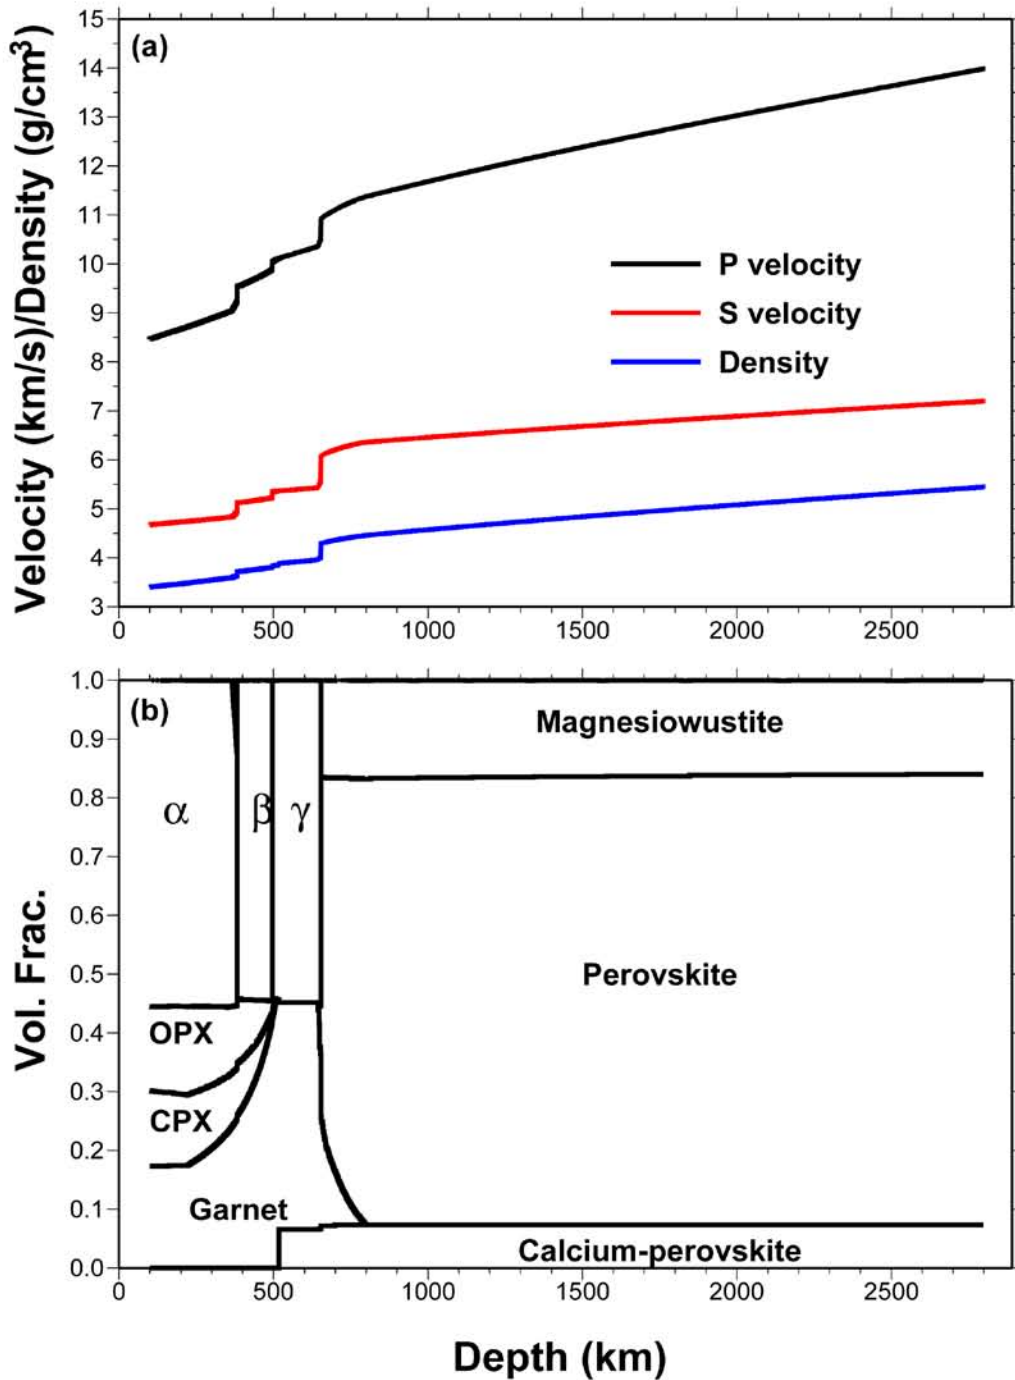 Velocity (km/s)/Density (g/cm³)
(a)
15
14
13
12
11
10
9
8
7
6
5
4
3
P velocity
S velocity
Density
0 500 1000 1500 2000 2500
Vol. Frac.
(b)
1.0
0.9
0.8
0.7
0.6
0.5
0.4
0.3
0.2
0.1
0.0
Magnesiowustite
α β γ
Perovskite
OPX
CPX
Garnet
Calcium-perovskite
0 500 1000 1500 2000 2500
Depth (km)